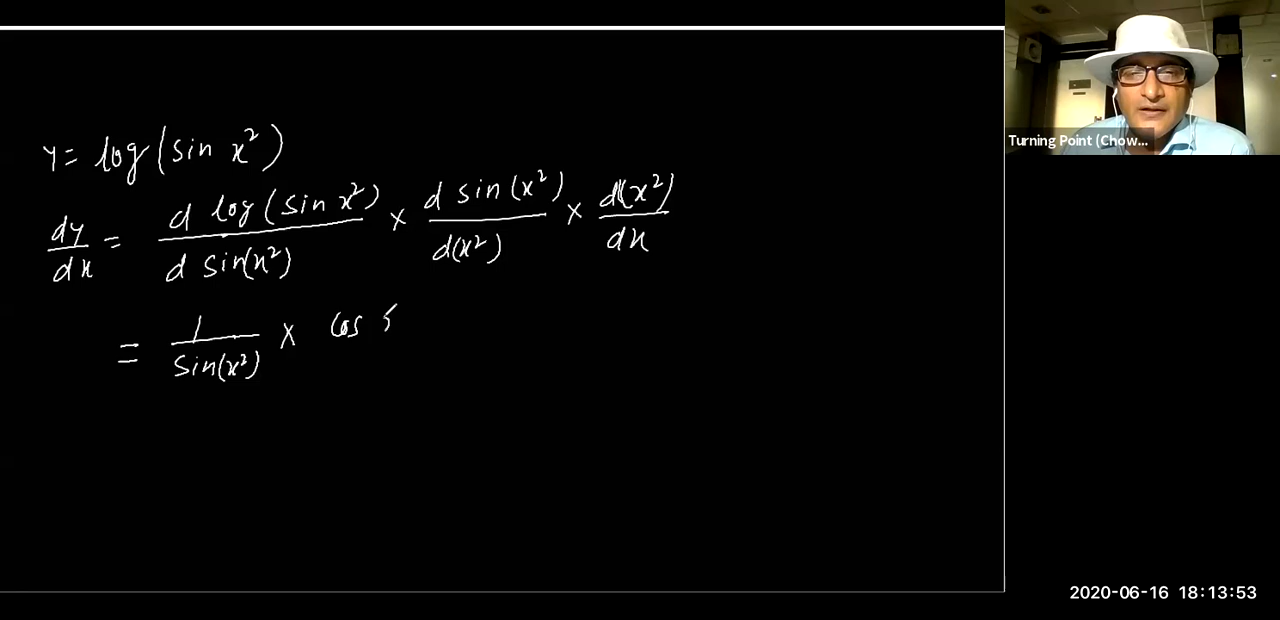 y = log(sin x²)
dy/dx = d log(sin x²)/d sin(x²) × d sin(x²)/d(x²) × d(x²)/dx
= 1/sin(x²) × cos
Turning Point (Chow...
2020-06-16 18:13:53